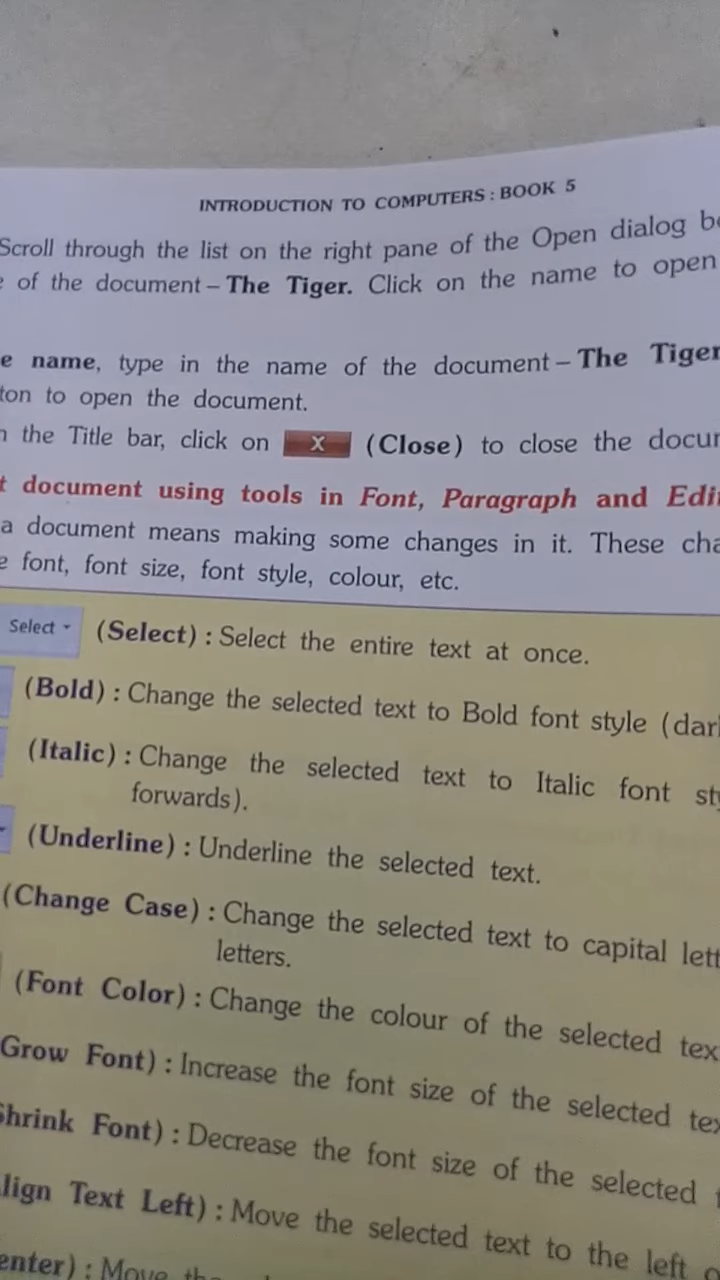 INTRODUCTION TO COMPUTERS : BOOK 5
Scroll through the list on the right pane of the Open dialog
of the document – The Tiger. Click on the name to open
name, type in the name of the document – The Tiger
to open the document.
the Title bar, click on X (Close) to close the
document using tools in Font, Paragraph and
a document means making some changes in it. These
font, font size, font style, colour, etc.
Select (Select) : Select the entire text at once.
(Bold) : Change the selected text to Bold font style
(Italic) : Change the selected text to Italic font
forwards).
(Underline) : Underline the selected text.
(Change Case) : Change the selected text to capital
letters.
(Font Color) : Change the colour of the selected
Grow Font) : Increase the font size of the selected
Shrink Font) : Decrease the font size of the selected
Text Left) : Move the selected text to the left
Move